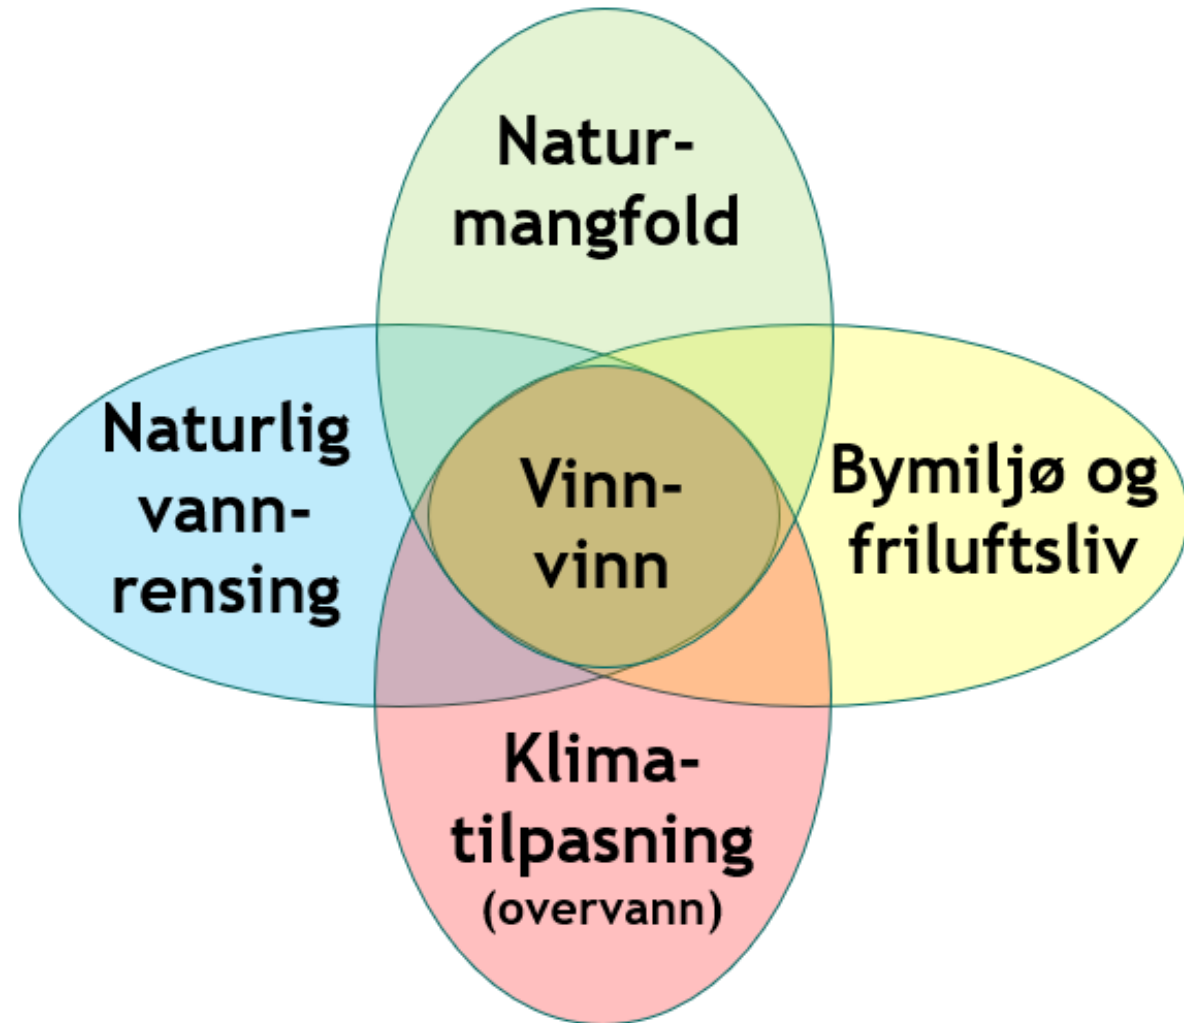 Natur-
mangfold
Naturlig
vann-
rensing
Vinn-
vinn
Bymiljø og
friluftsliv
Klima-
tilpasning
(overvann)